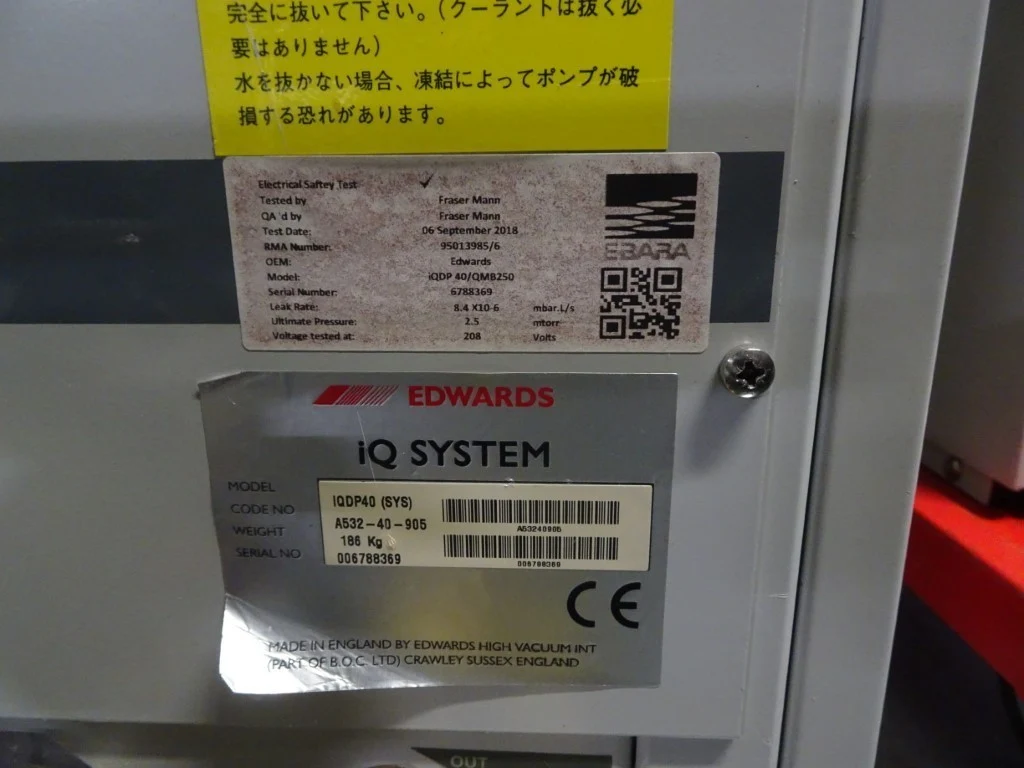 完全に抜いて下さい。(クーラントは抜く必
要はありません)
水を抜かない場合、凍結によってポンプが破
損する恐れがあります。
Electrical Saftey Test ✓
Tested by Fraser Mann
QA 'd by Fraser Mann
Test Date: 06 September 2018
RMA Number: 95013985/6
OEM: Edwards
Model: iQDP 40/QMB250
Serial Number: 6788369
Leak Rate: 8.4 X10-6 mbar.L/s
Ultimate Pressure: 2.5 mtorr
Voltage tested at: 208 Volts
EBARA
EDWARDS
iQ SYSTEM
MODEL IQDP40 (SYS)
CODE NO A532-40-905
A53240905
WEIGHT 186 Kg
SERIAL NO 006788369
006788369
CE
MADE IN ENGLAND BY EDWARDS HIGH VACUUM INT
(PART OF B.O.C. LTD) CRAWLEY SUSSEX ENGLAND
OUT